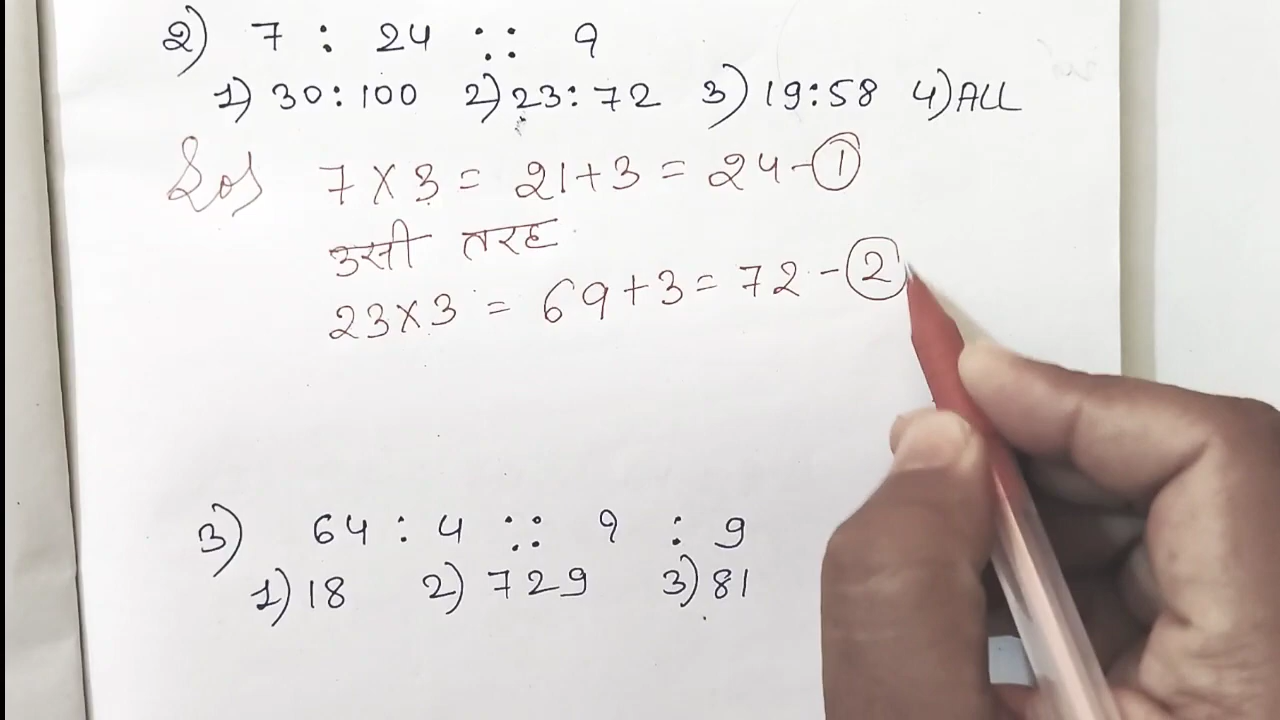 2) 7 : 24 :: ?
1) 30:100 2) 23:72 3) 19:58 4) ALL
Sol 7 × 3 = 21 + 3 = 24 - 1
उसी तरह
23 × 3 = 69 + 3 = 72 - 2
3) 64 : 4 :: ? : 9
1) 18 2) 729 3) 81